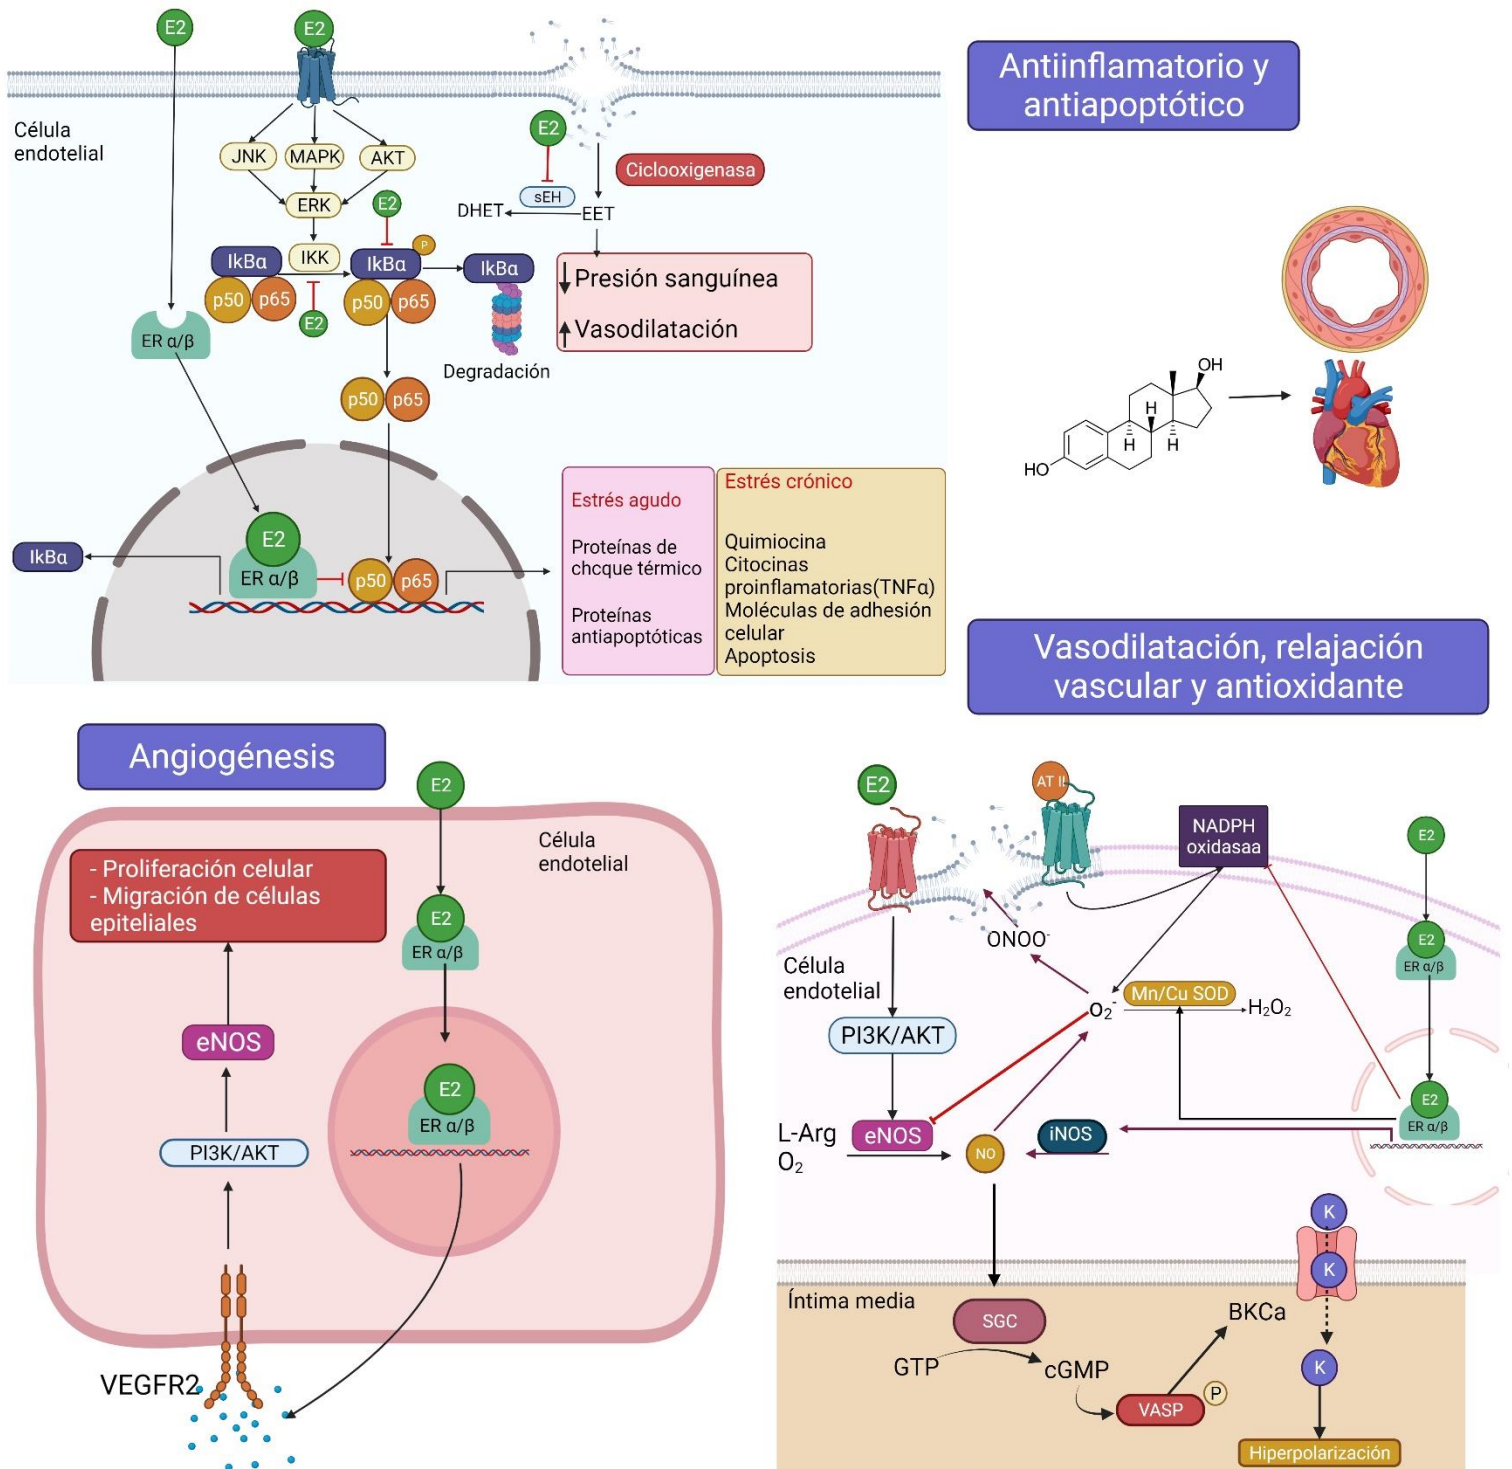 E2
E2
Antiinflamatorio y
antiapoptótico
Célula
endotelial
E2
Ciclooxigenasa
JNK
MAPK
AKT
sEH
DHET
EET
ERK
E2
P
IkBα
IKK
IkBα
IkBα
p50
p65
p50
p65
E2
Presión sanguínea
Vasodilatación
ER α/β
Degradación
p50
p65
OH
H
H
H
HO
Estrés agudo
Proteínas de
chcque térmico
Proteínas
antiapoptóticas
Estrés crónico
Quimiocina
Citocinas
proinflamatorias(TNFα)
Moléculas de adhesión
celular
Apoptosis
IkBα
E2
ER α/β
p50
p65
Vasodilatación, relajación
vascular y antioxidante
Angiogénesis
E2
Célula
endotelial
- Proliferación celular
- Migración de células
epiteliales
E2
ER α/β
eNOS
E2
ER α/β
PI3K/AKT
VEGFR2
E2
AT II
NADPH
oxidasaa
E2
E2
ER α/β
ONOO-
Célula
endotelial
O2-
Mn/Cu SOD
H2O2
PI3K/AKT
E2
ER α/β
L-Arg
O2
eNOS
NO
iNOS
K
K
Íntima media
SGC
BKCa
GTP
cGMP
K
VASP
P
Hiperpolarización